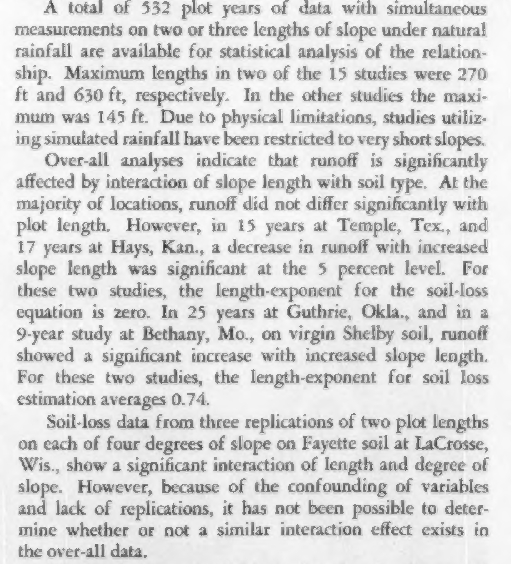 A total of 532 plot years of data with simultaneous
measurements on two or three lengths of slope under natural
rainfall are available for statistical analysis of the relation-
ship. Maximum lengths in two of the 15 studies were 270
ft and 630 ft, respectively. In the other studies the maxi-
mum was 145 ft. Due to physical limitations, studies utiliz-
ing simulated rainfall have been restricted to very short slopes.
Over-all analyses indicate that runoff is significantly
affected by interaction of slope length with soil type. At the
majority of locations, runoff did not differ significantly with
plot length. However, in 15 years at Temple, Tex., and
17 years at Hays, Kan., a decrease in runoff with increased
slope length was significant at the 5 percent level. For
these two studies, the length-exponent for the soil-loss
equation is zero. In 25 years at Guthrie, Okla., and in a
9-year study at Bethany, Mo., on virgin Shelby soil, runoff
showed a significant increase with increased slope length.
For these two studies, the length-exponent for soil loss
estimation averages 0.74.
Soil-loss data from three replications of two plot lengths
on each of four degrees of slope on Fayette soil at LaCrosse,
Wis., show a significant interaction of length and degree of
slope. However, because of the confounding of variables
and lack of replications, it has not been possible to deter-
mine whether or not a similar interaction effect exists in
the over-all data.